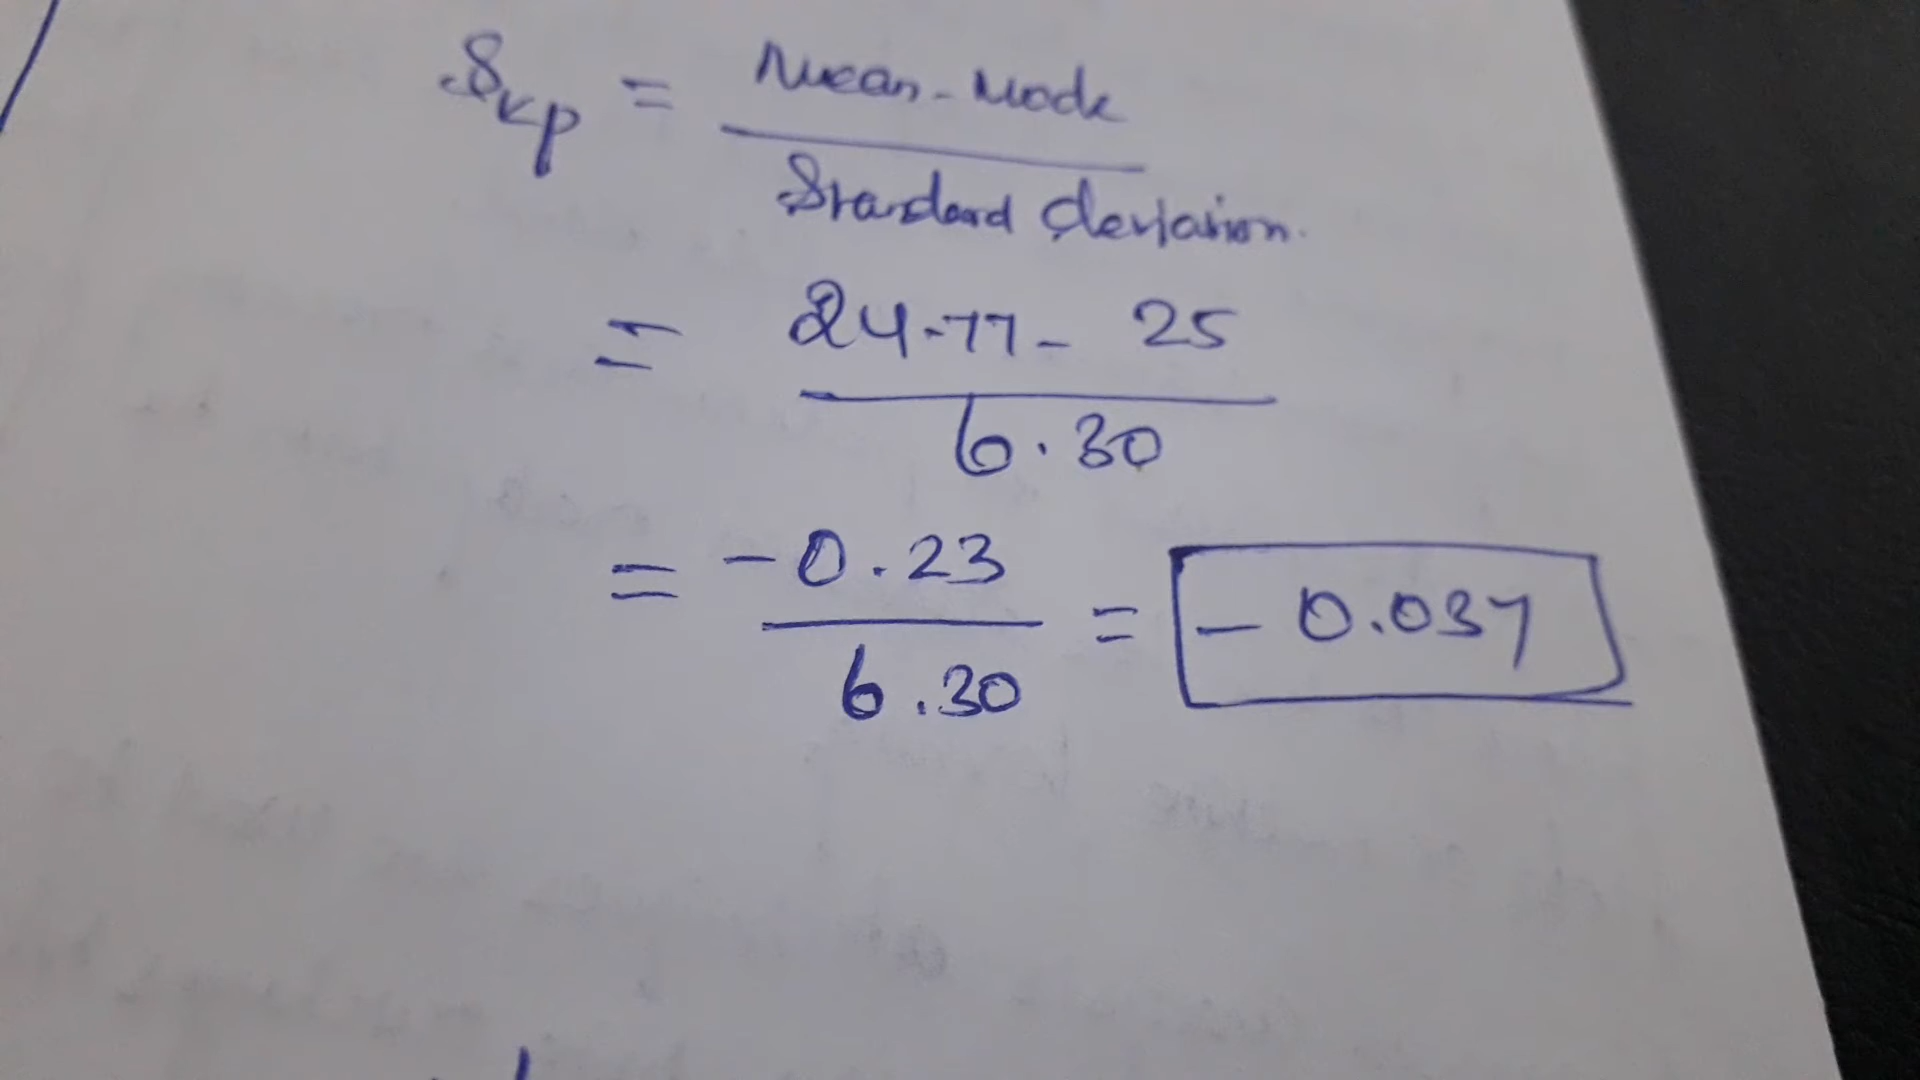 Skp = Mean - Mode
Standard deviation.
= 24.77 - 25
6.30
= -0.23
6.30
= - 0.037